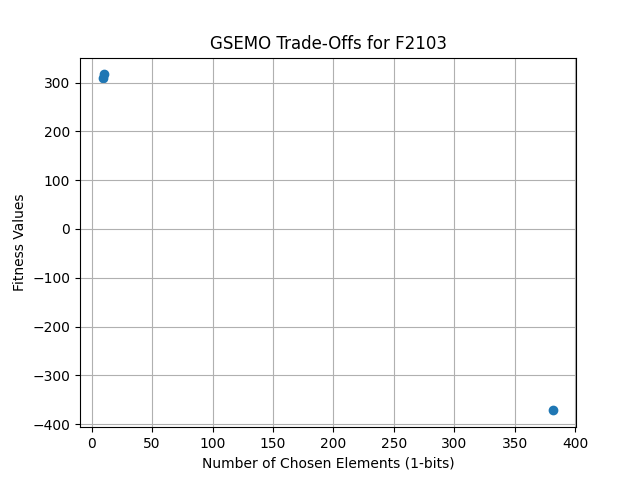 GSEMO Trade-Offs for F2103
Fitness Values
300
200
100
0
−100
−200
−300
−400
0 50 100 150 200 250 300 350 400
Number of Chosen Elements (1-bits)